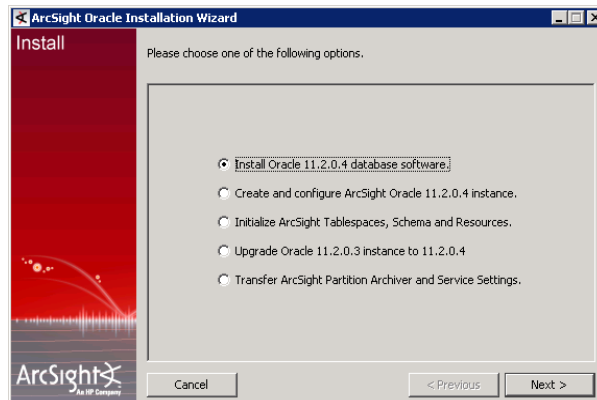 ArcSight Oracle Installation Wizard
Install
Please choose one of the following options.
Install Oracle 11.2.0.4 database software.
Create and configure ArcSight Oracle 11.2.0.4 instance.
Initialize ArcSight Tablespaces, Schema and Resources.
Upgrade Oracle 11.2.0.3 instance to 11.2.0.4
Transfer ArcSight Partition Archiver and Service Settings.
ArcSight
An HP Company
Cancel
< Previous
Next >